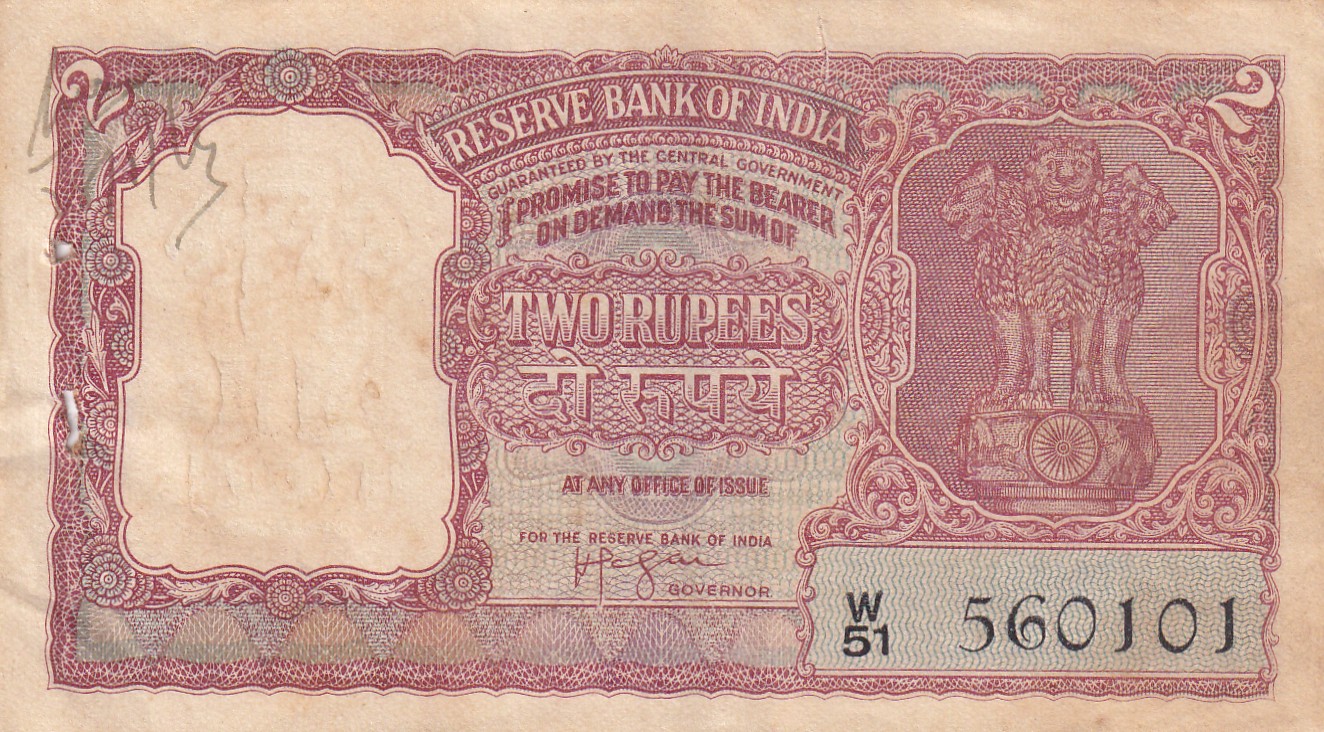 2
2
RESERVE BANK OF INDIA
GUARANTEED BY THE CENTRAL GOVERNMENT
I PROMISE TO PAY THE BEARER
ON DEMAND THE SUM OF
TWO RUPEES
दो रुपये
AT ANY OFFICE OF ISSUE
FOR THE RESERVE BANK OF INDIA
GOVERNOR
W/51 560101